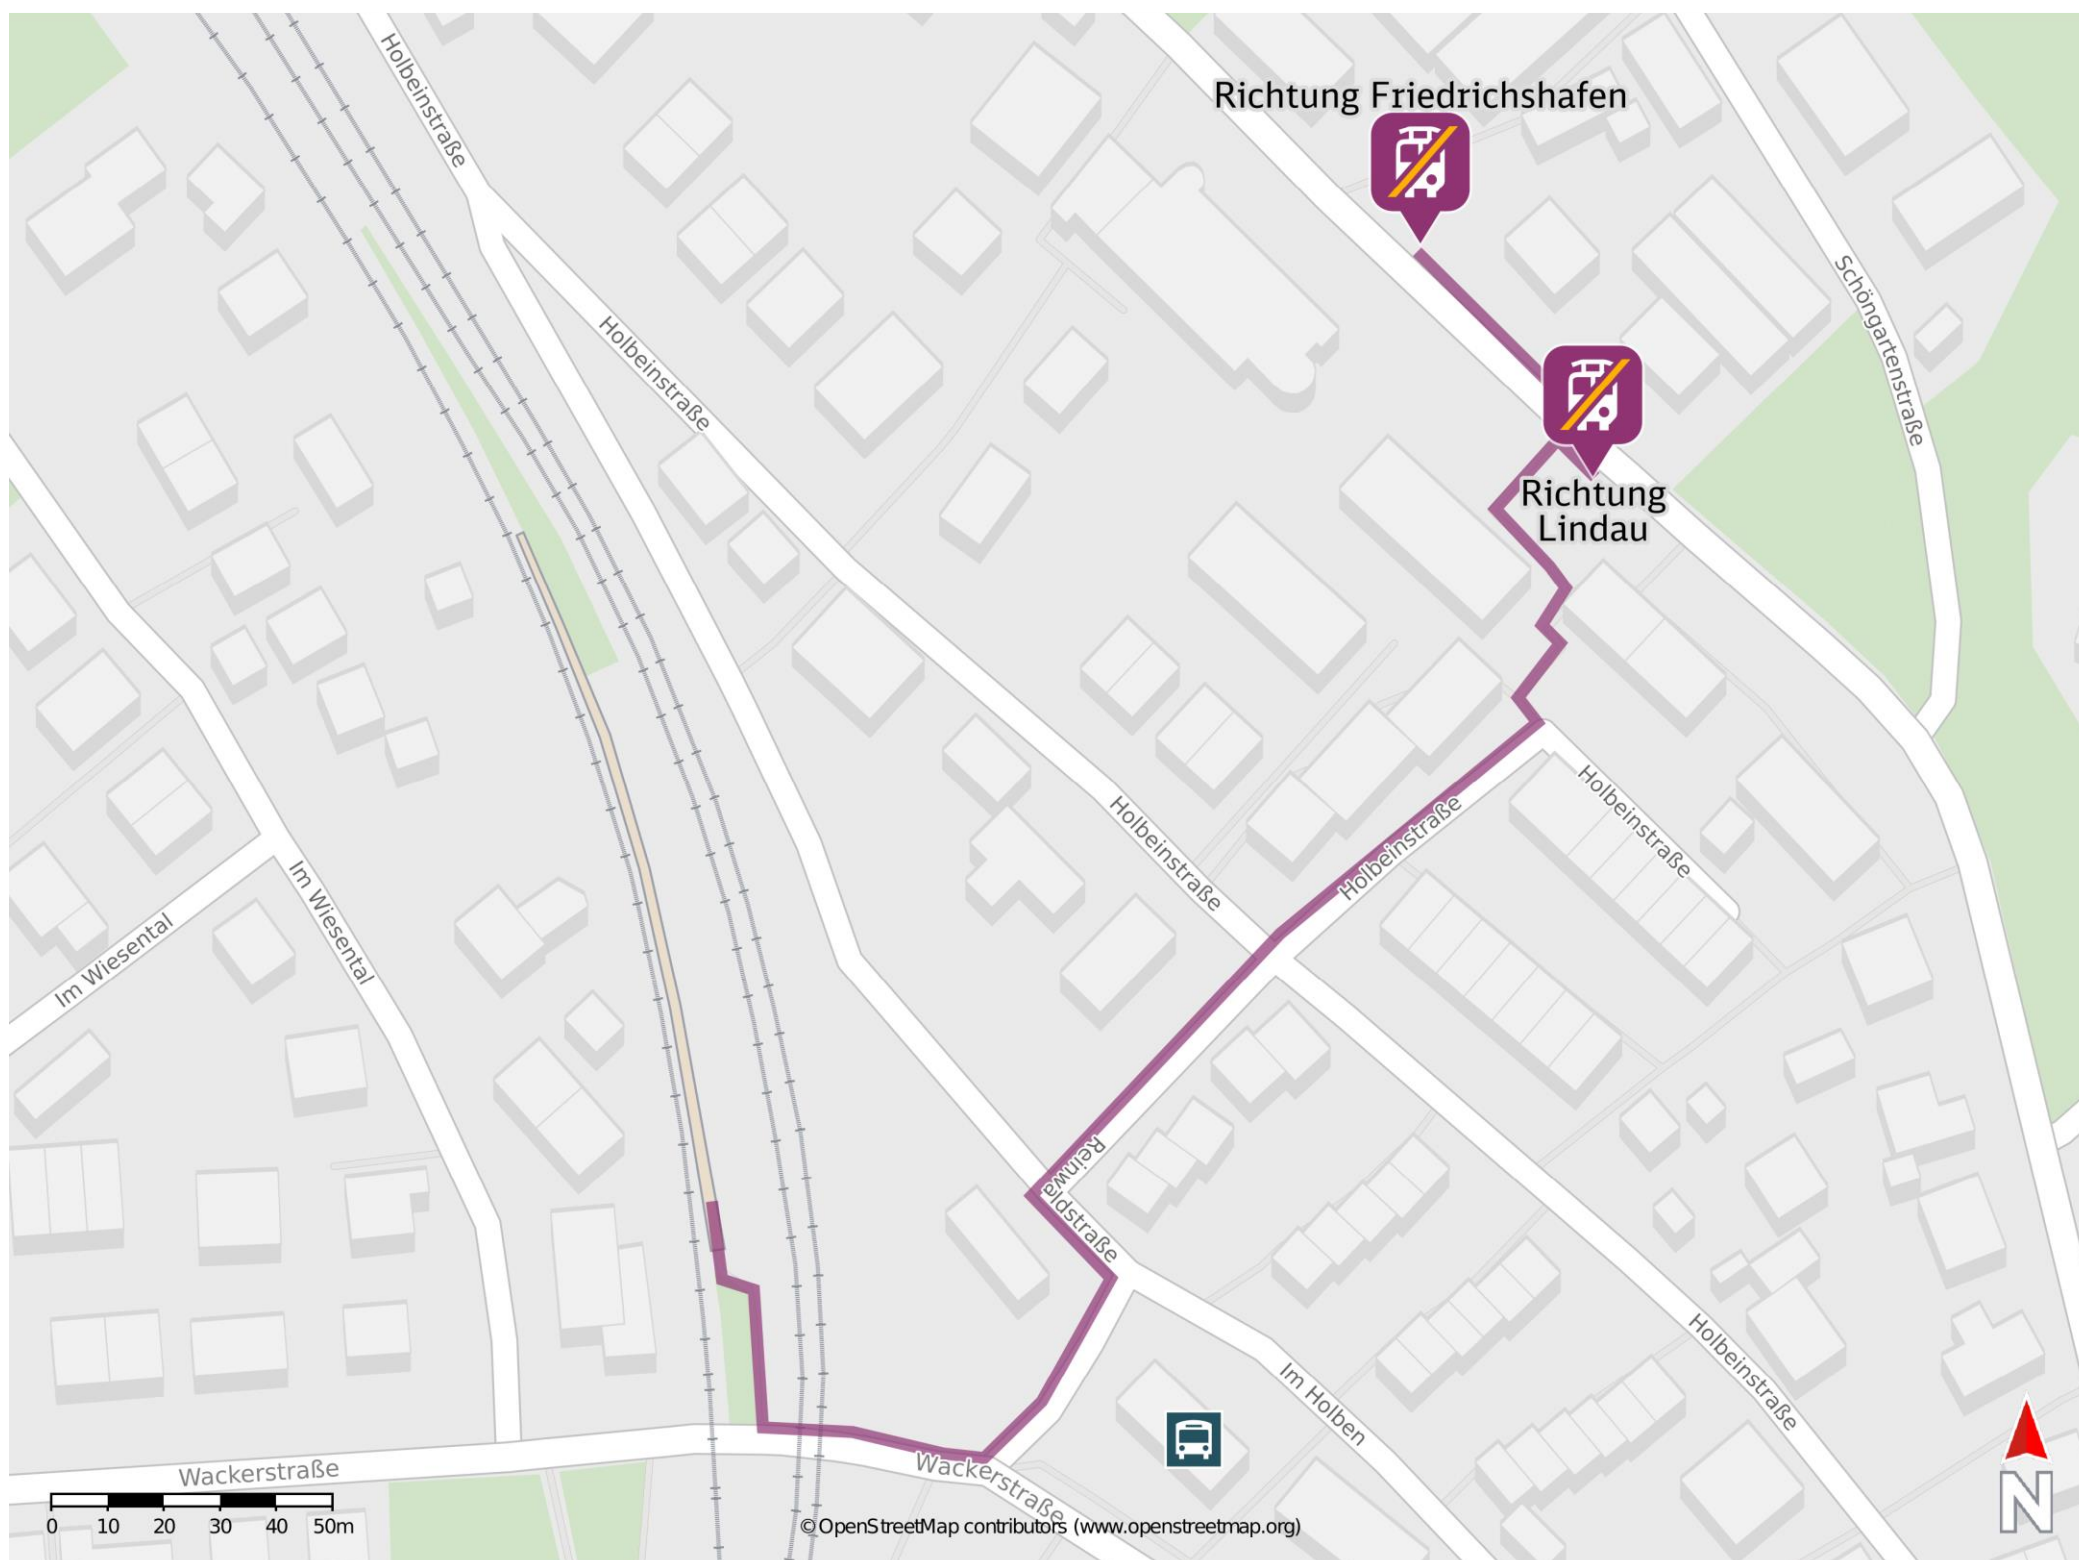 Holbeinstraße
Richtung Friedrichshafen
Schöngartenstraße
Holbeinstraße
Richtung
Lindau
Holbeinstraße
Holbeinstraße
Holbeinstraße
Im Wiesental
Im Wiesental
Reinwaldstraße
Holbeinstraße
Im Holben
Wackerstraße
Wackerstraße
0 10 20 30 40 50m
© OpenStreetMap contributors (www.openstreetmap.org)
N